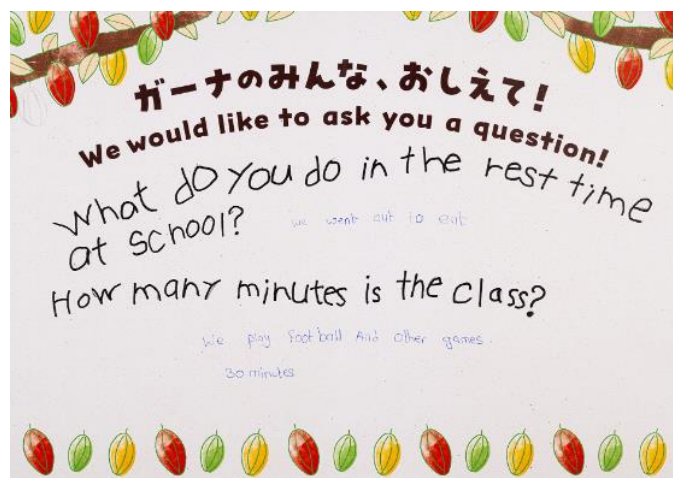 ガーナのみんな、おしえて!
We would like to ask you a question!
What do you do in the rest time
at school?
we went out to eat
How many minutes is the class?
We play foot ball And other games.
30 minutes